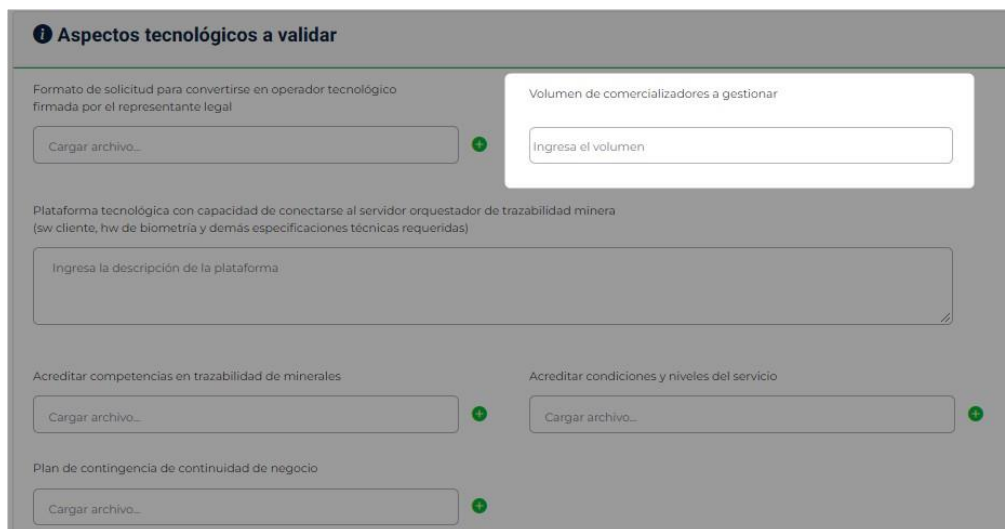 Aspectos tecnológicos a validar
Formato de solicitud para convertirse en operador tecnológico
firmada por el representante legal
Cargar archivo...
Volumen de comercializadores a gestionar
Ingresa el volumen
Plataforma tecnológica con capacidad de conectarse al servidor orquestador de trazabilidad minera
(sw cliente, hw de biometría y demás especificaciones técnicas requeridas)
Ingresa la descripción de la plataforma
Acreditar competencias en trazabilidad de minerales
Cargar archivo...
Acreditar condiciones y niveles del servicio
Cargar archivo...
Plan de contingencia de continuidad de negocio
Cargar archivo...